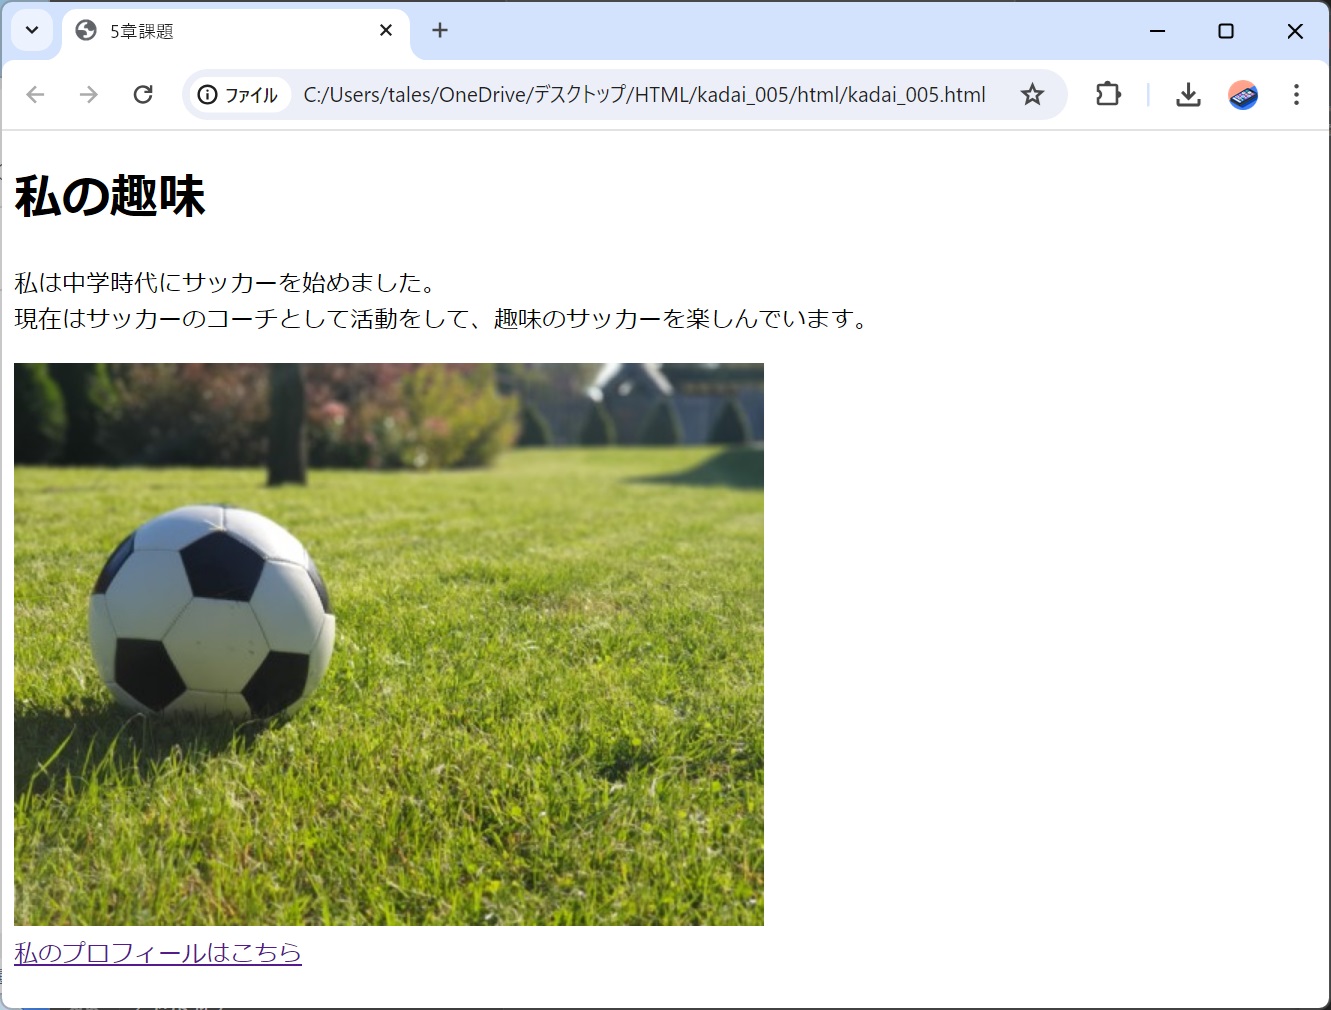 5章課題
ファイル
C:/Users/tales/OneDrive/デスクトップ/HTML/kadai_005/html/kadai_005.html
私の趣味
私は中学時代にサッカーを始めました。
現在はサッカーのコーチとして活動をして、趣味のサッカーを楽しんでいます。
私のプロフィールはこちら